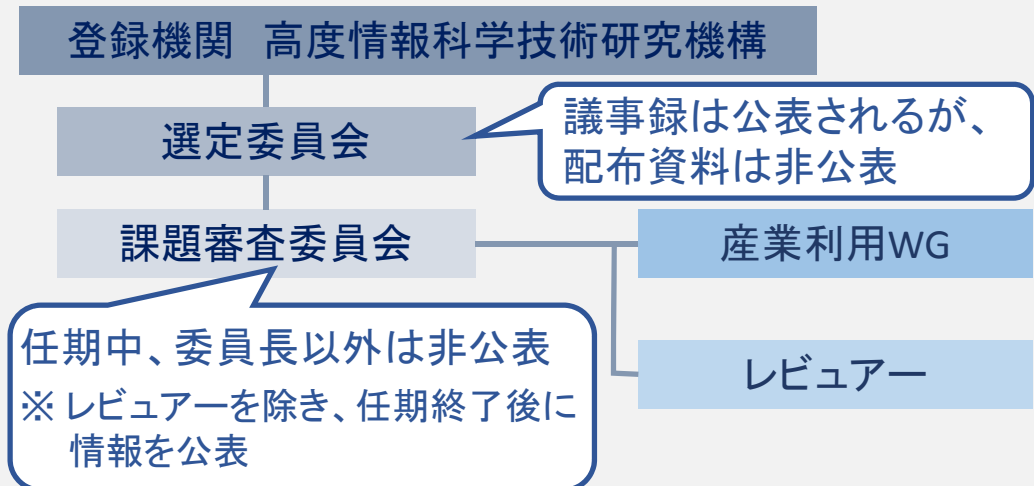 登録機関　高度情報科学技術研究機構
選定委員会
議事録は公表されるが、
配布資料は非公表
課題審査委員会
産業利用WG
任期中、委員長以外は非公表
※ レビュアーを除き、任期終了後に
情報を公表
レビュアー